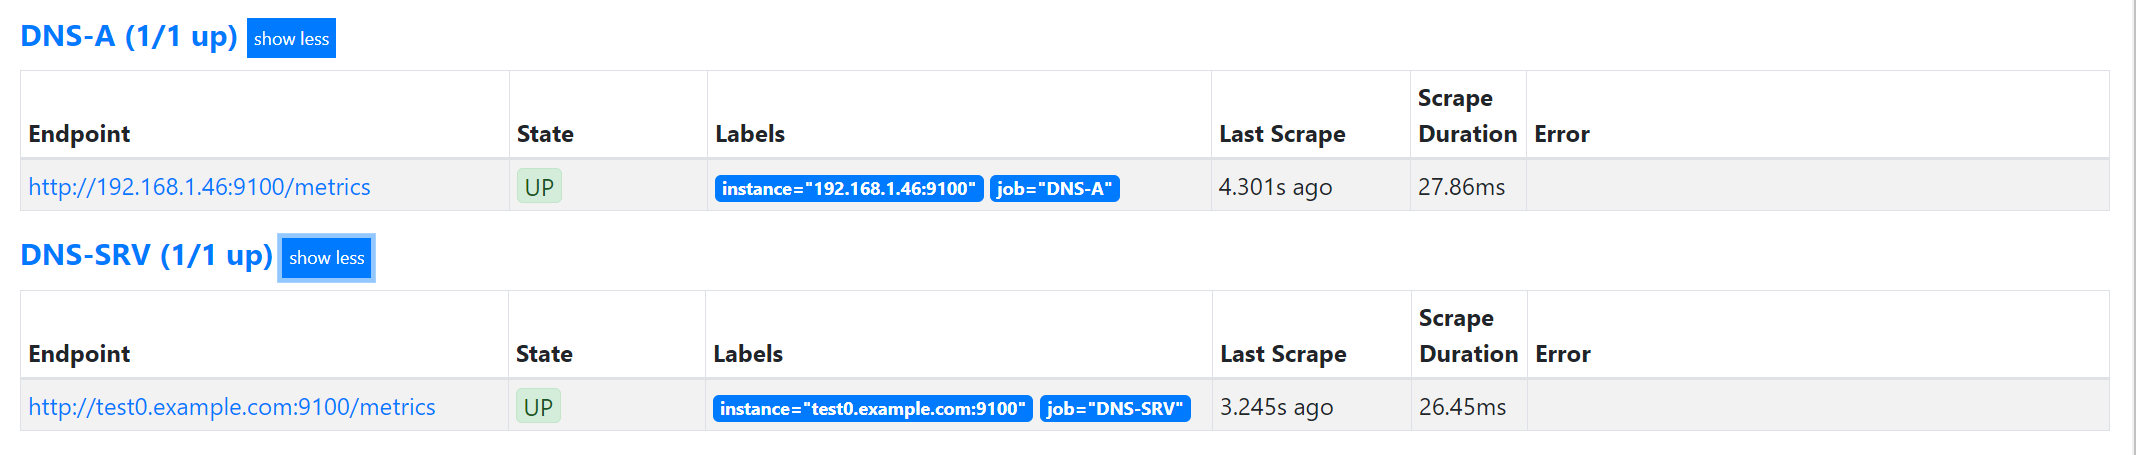 DNS-A (1/1 up) show less
Endpoint State Labels Last Scrape Scrape Duration Error
http://192.168.1.46:9100/metrics UP instance="192.168.1.46:9100" job="DNS-A" 4.301s ago 27.86ms
DNS-SRV (1/1 up) show less
Endpoint State Labels Last Scrape Scrape Duration Error
http://test0.example.com:9100/metrics UP instance="test0.example.com:9100" job="DNS-SRV" 3.245s ago 26.45ms